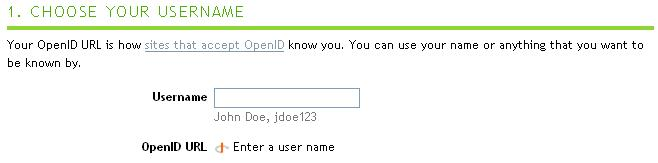 1. CHOOSE YOUR USERNAME
Your OpenID URL is how sites that accept OpenID know you. You can use your name or anything that you want to
be known by.
Username
John Doe, jdoe123
OpenID URL Enter a user name